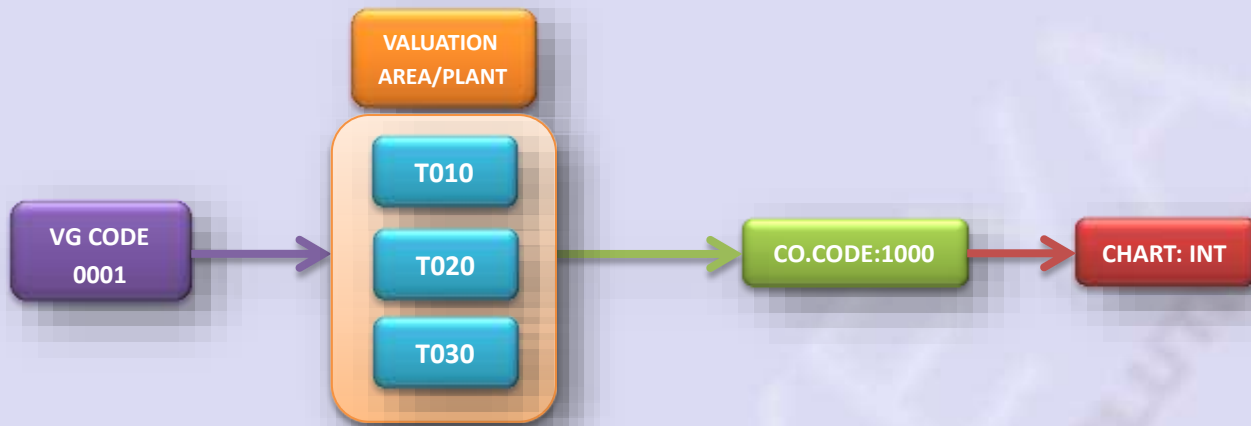 VALUATION
AREA/PLANT
T010
T020
T030
VG CODE
0001
CO.CODE:1000
CHART: INT